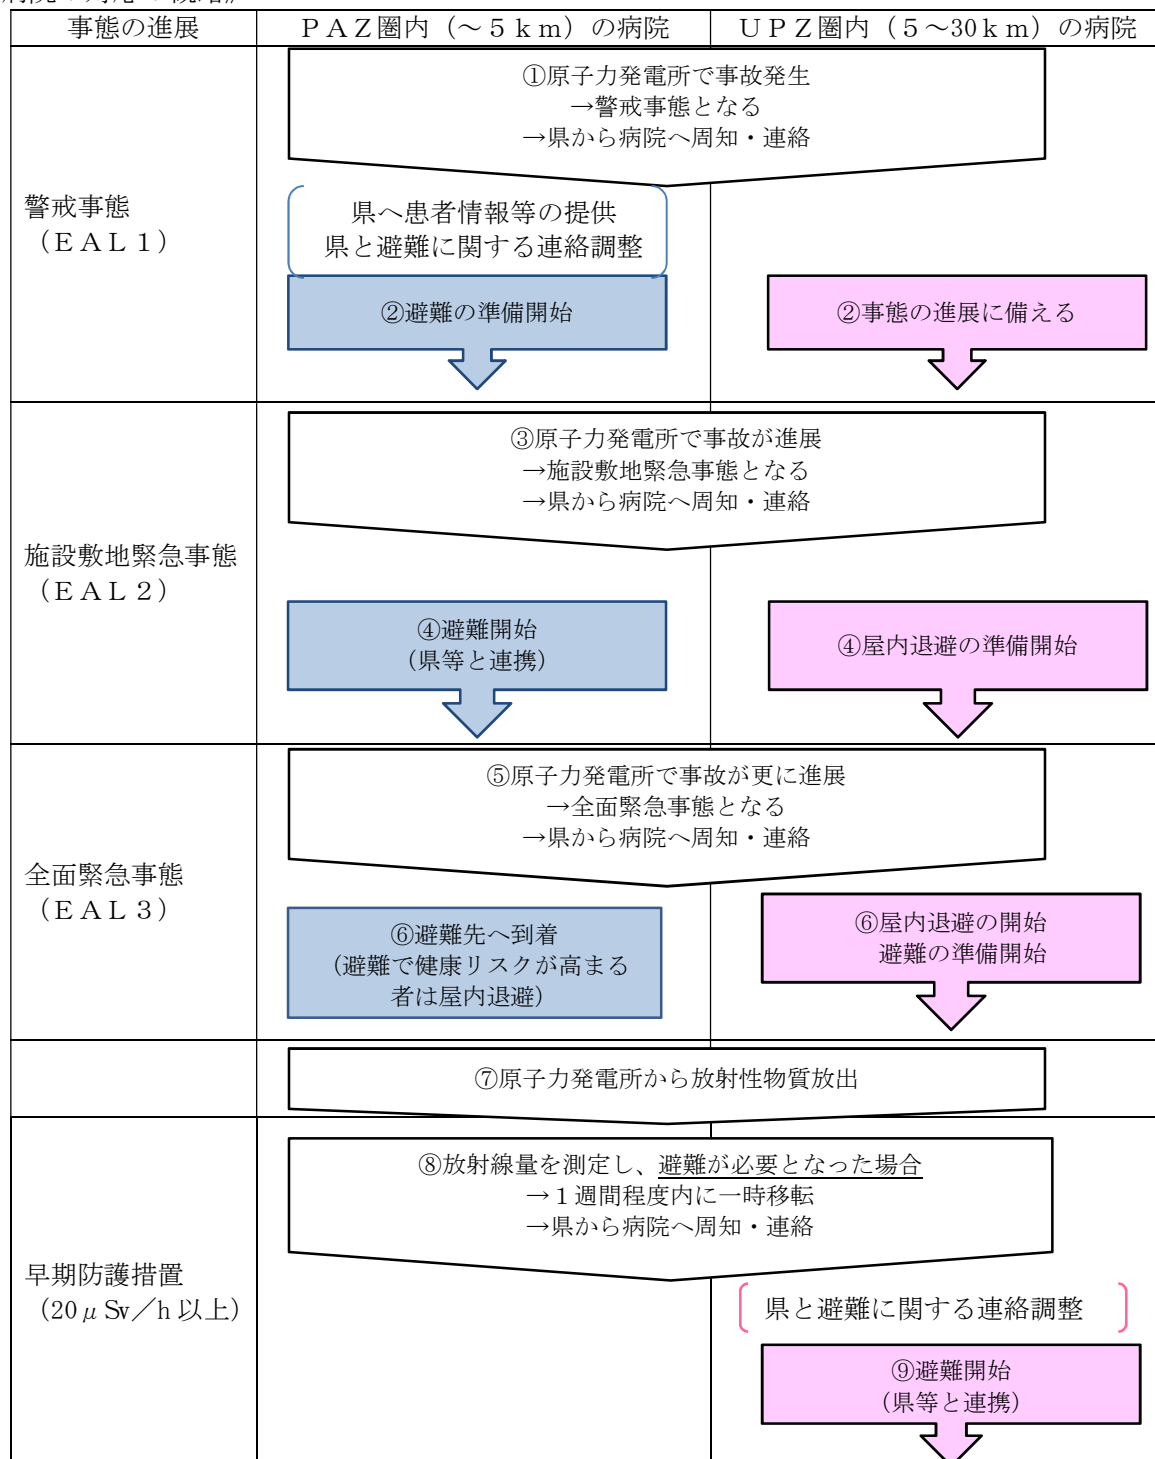 事態の進展
ＰＡＺ圏内（～５ｋｍ）の病院
ＵＰＺ圏内（５～30ｋｍ）の病院
①原子力発電所で事故発生
→警戒事態となる
→県から病院へ周知・連絡
警戒事態
（ＥＡＬ１）
県へ患者情報等の提供
県と避難に関する連絡調整
②避難の準備開始
②事態の進展に備える
③原子力発電所で事故が進展
→施設敷地緊急事態となる
→県から病院へ周知・連絡
施設敷地緊急事態
（ＥＡＬ２）
④避難開始
（県等と連携）
④屋内退避の準備開始
⑤原子力発電所で事故が更に進展
→全面緊急事態となる
→県から病院へ周知・連絡
全面緊急事態
（ＥＡＬ３）
⑥避難先へ到着
（避難で健康リスクが高まる
者は屋内退避）
⑥屋内退避の開始
避難の準備開始
⑦原子力発電所から放射性物質放出
⑧放射線量を測定し、避難が必要となった場合
→１週間程度内に一時移転
→県から病院へ周知・連絡
早期防護措置
（20μSv／h以上）
県と避難に関する連絡調整
⑨避難開始
（県等と連携）